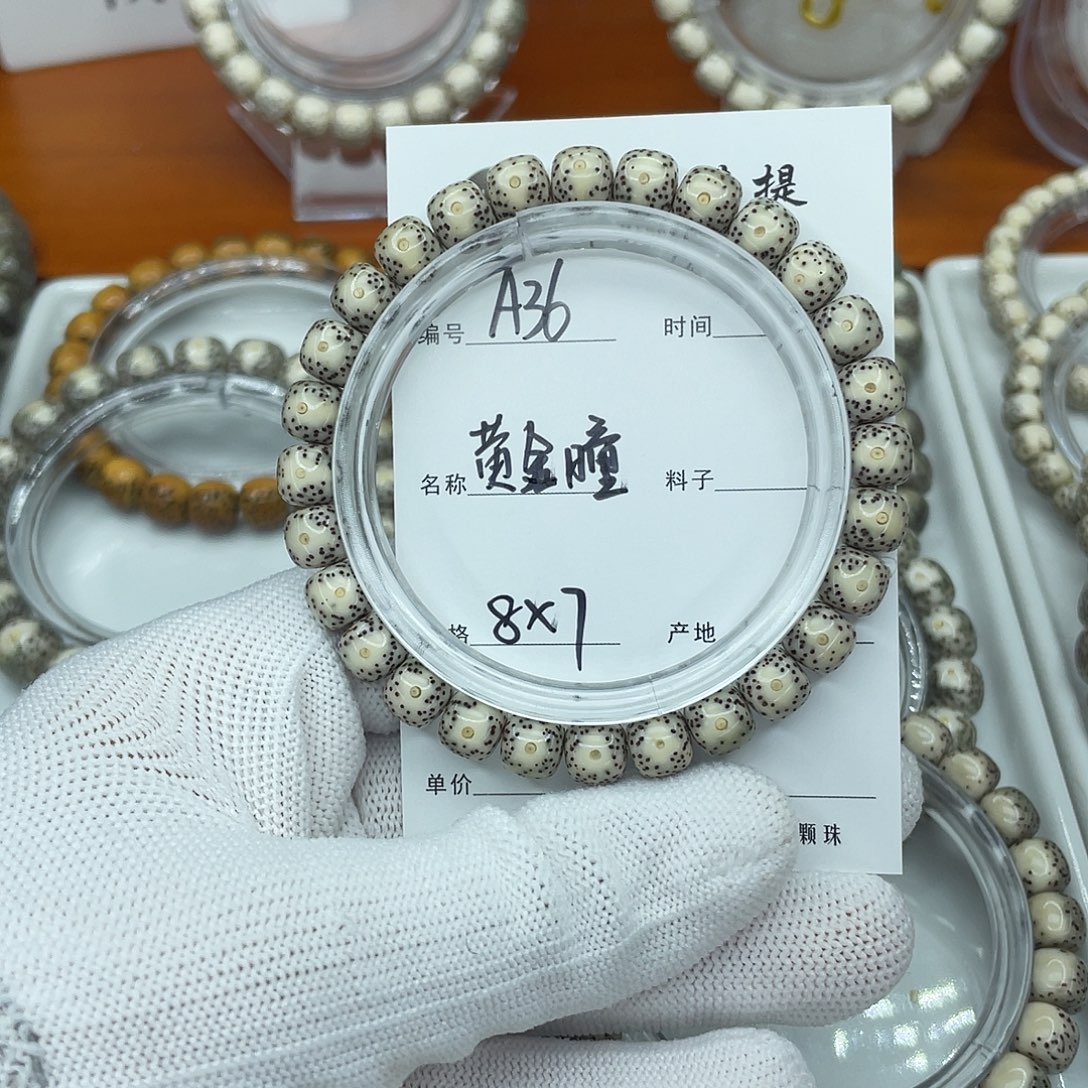 提
编号 A36 时间
名称 黄金瞳 料子
格 8×7 产地
单价
颗珠